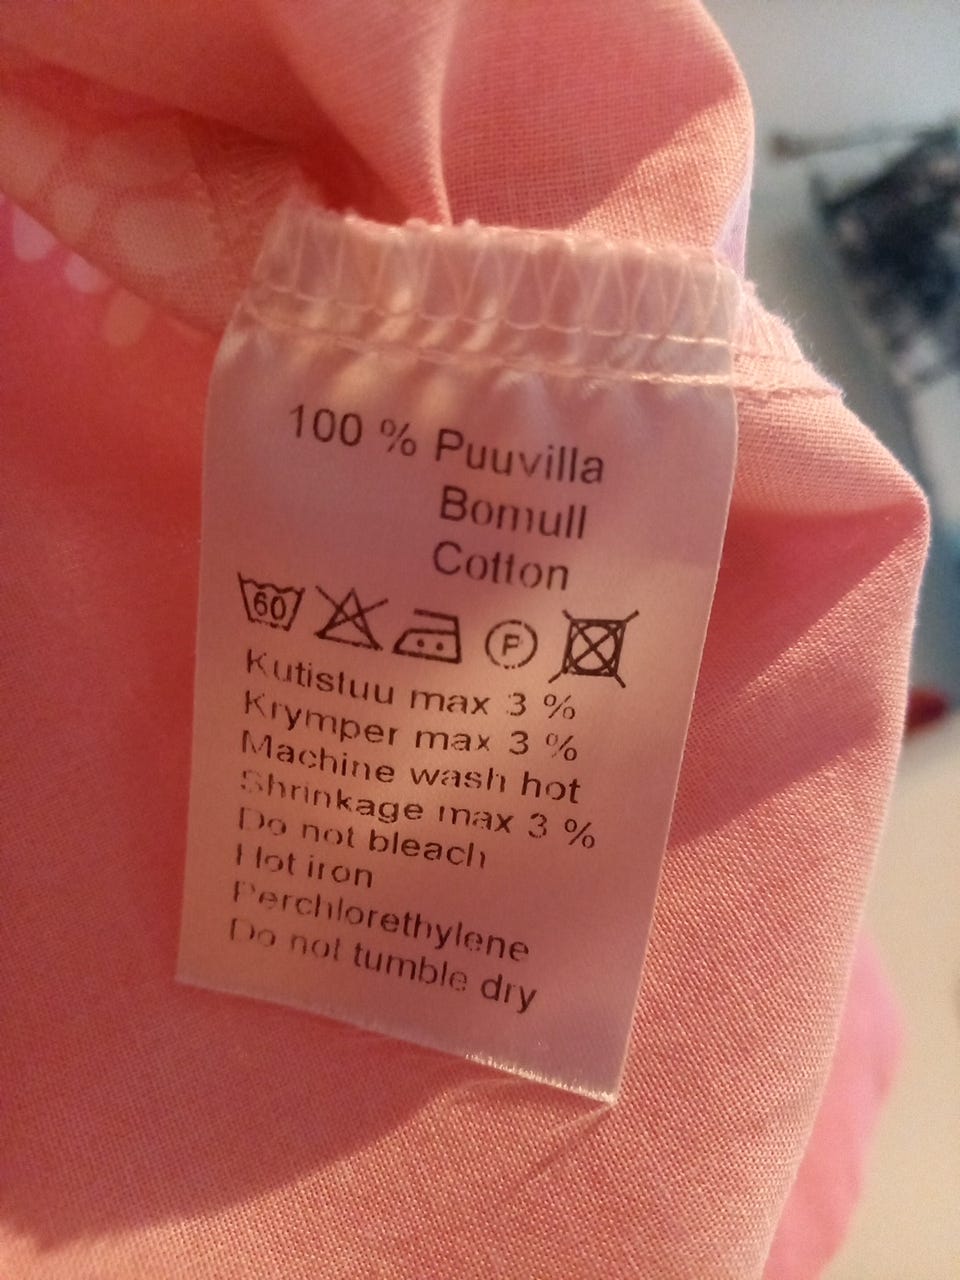 100 % Puuvilla
Bomull
Cotton
60 P
Kutistuu max 3 %
Krymper max 3 %
Machine wash hot
Shrinkage max 3 %
Do not bleach
Hot iron
Perchlorethylene
Do not tumble dry